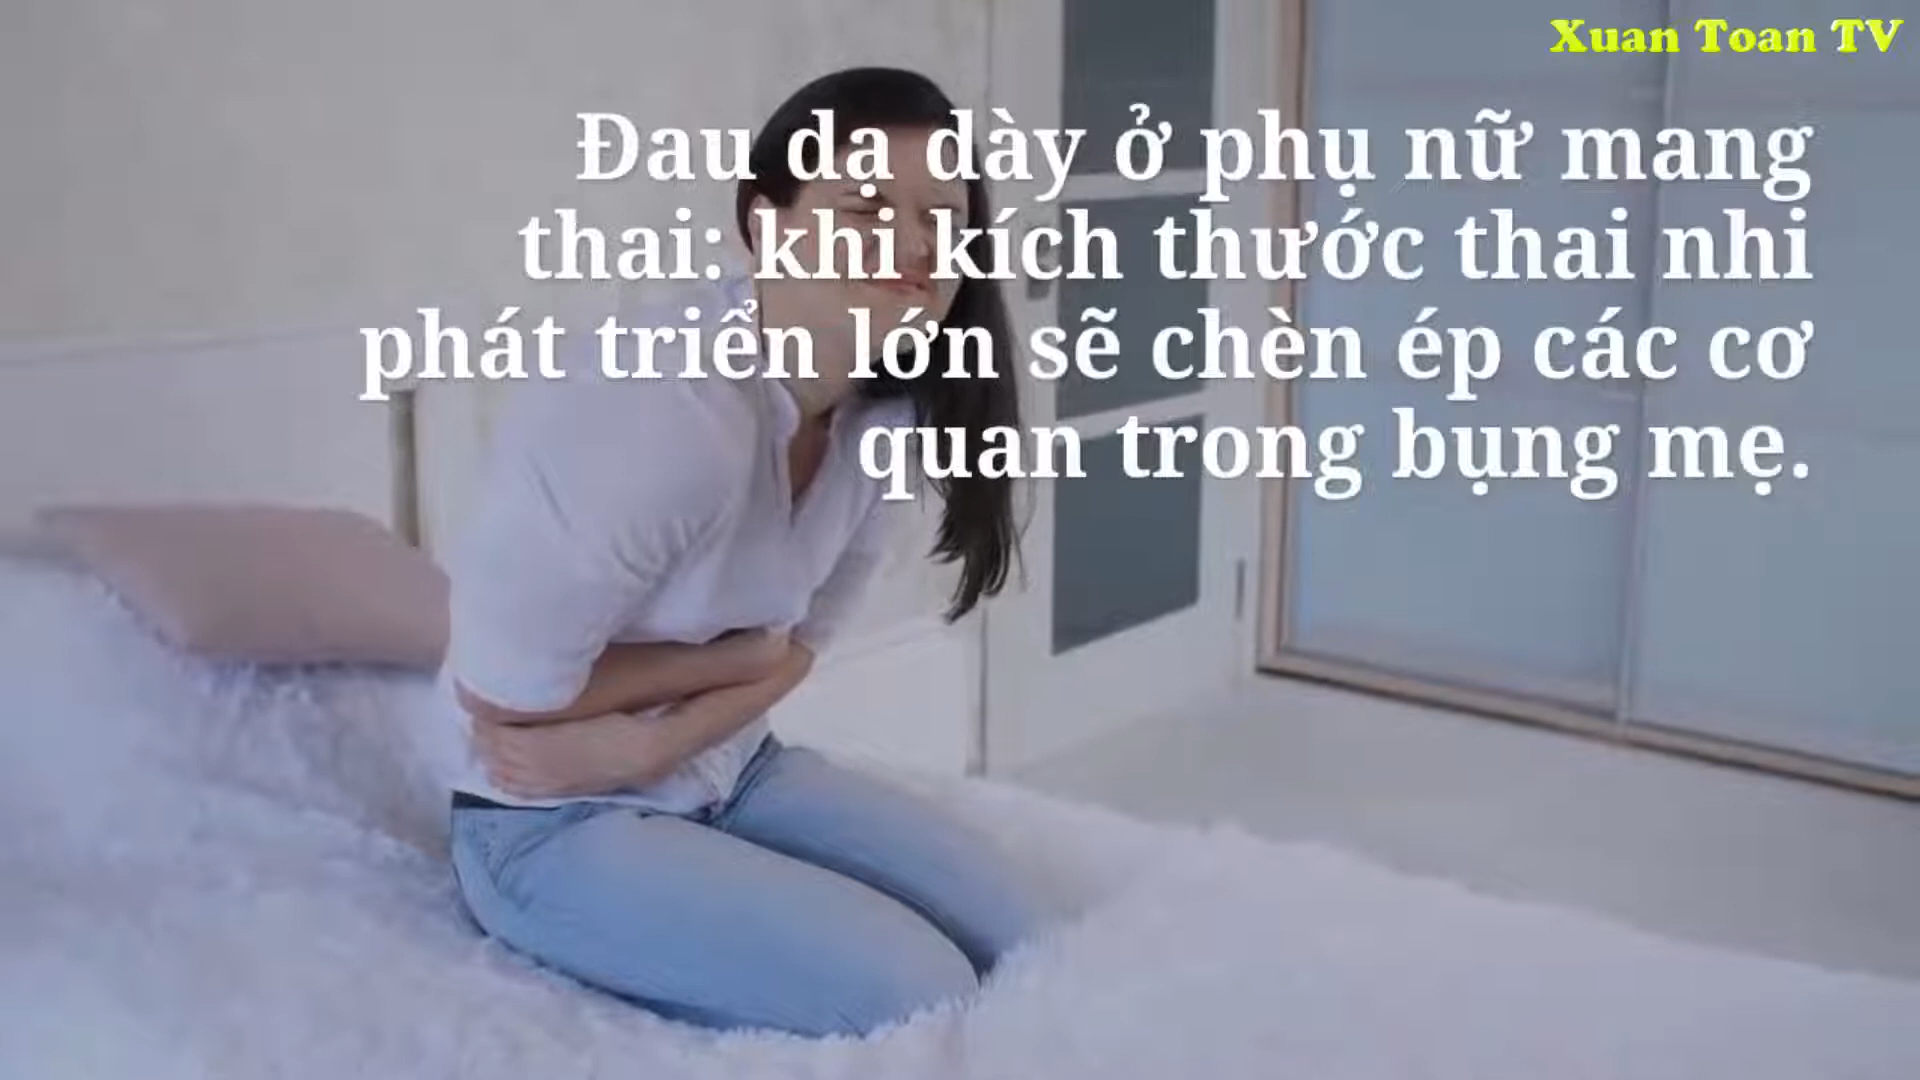 Xuan Toan TV
Đau dạ dày ở phụ nữ mang
thai: khi kích thước thai nhi
phát triển lớn sẽ chèn ép các cơ
quan trong bụng mẹ.